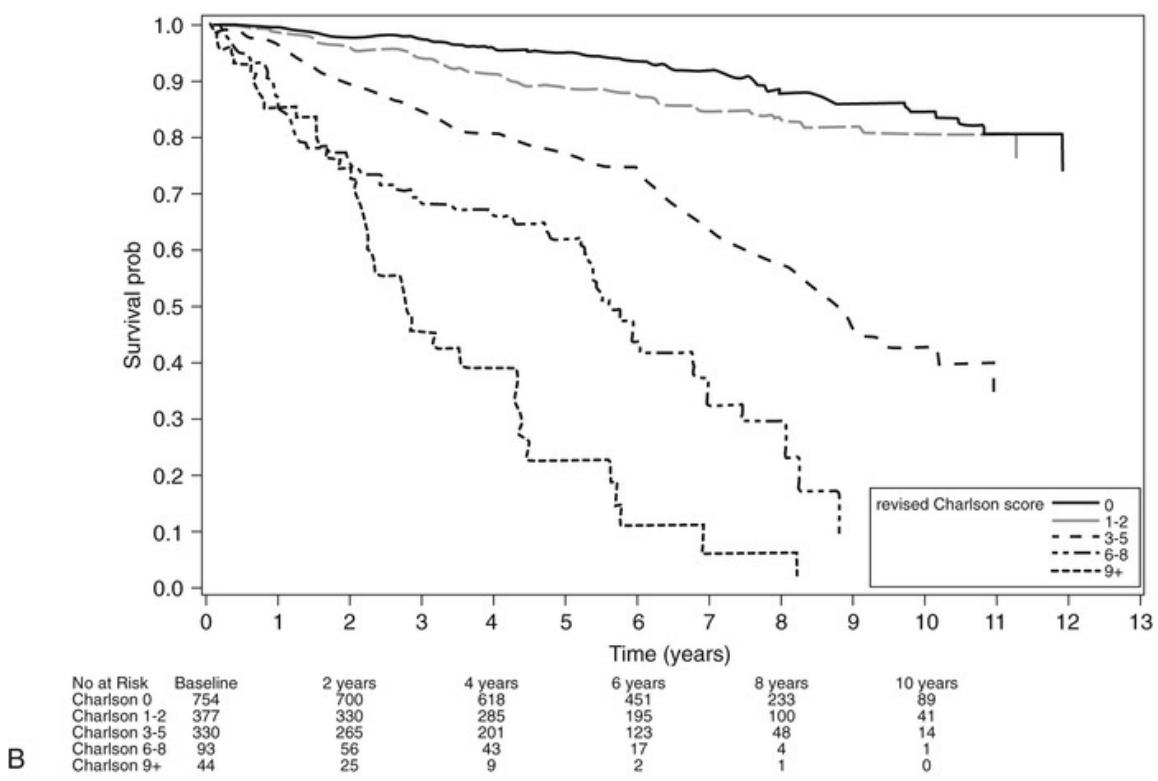 1.0
0.9
0.8
0.7
0.6
0.5
0.4
0.3
0.2
0.1
0.0
Survival prob
revised Charlson score
0
1-2
3-5
6-8
9+
0 1 2 3 4 5 6 7 8 9 10 11 12 13
Time (years)
No at Risk Baseline 2 years 4 years 6 years 8 years 10 years
Charlson 0 754 700 618 451 233 89
Charlson 1-2 377 330 285 195 100 41
Charlson 3-5 330 265 201 123 48 14
Charlson 6-8 93 56 43 17 4 1
Charlson 9+ 44 25 9 2 1 0
B